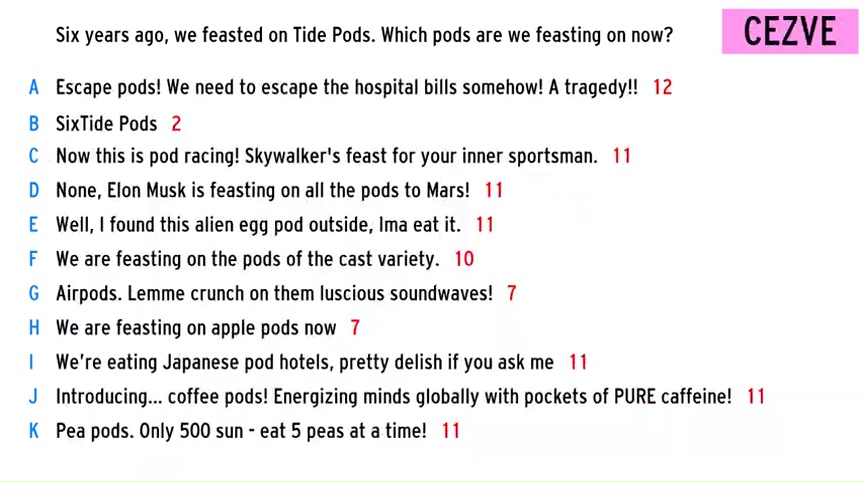 Six years ago, we feasted on Tide Pods. Which pods are we feasting on now?
CEZVE
A Escape pods! We need to escape the hospital bills somehow! A tragedy!! 12
B SixTide Pods 2
C Now this is pod racing! Skywalker's feast for your inner sportsman. 11
D None, Elon Musk is feasting on all the pods to Mars! 11
E Well, I found this alien egg pod outside, Ima eat it. 11
F We are feasting on the pods of the cast variety. 10
G Airpods. Lemme crunch on them luscious soundwaves! 7
H We are feasting on apple pods now 7
I We're eating Japanese pod hotels, pretty delish if you ask me 11
J Introducing... coffee pods! Energizing minds globally with pockets of PURE caffeine! 11
K Pea pods. Only 500 sun - eat 5 peas at a time! 11